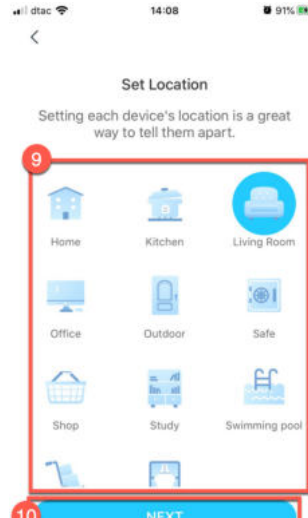 dtac 14:08 91%
Set Location
Setting each device's location is a great
way to tell them apart.
9
Home Kitchen Living Room
Office Outdoor Safe
Shop Study Swimming pool
10 NEXT